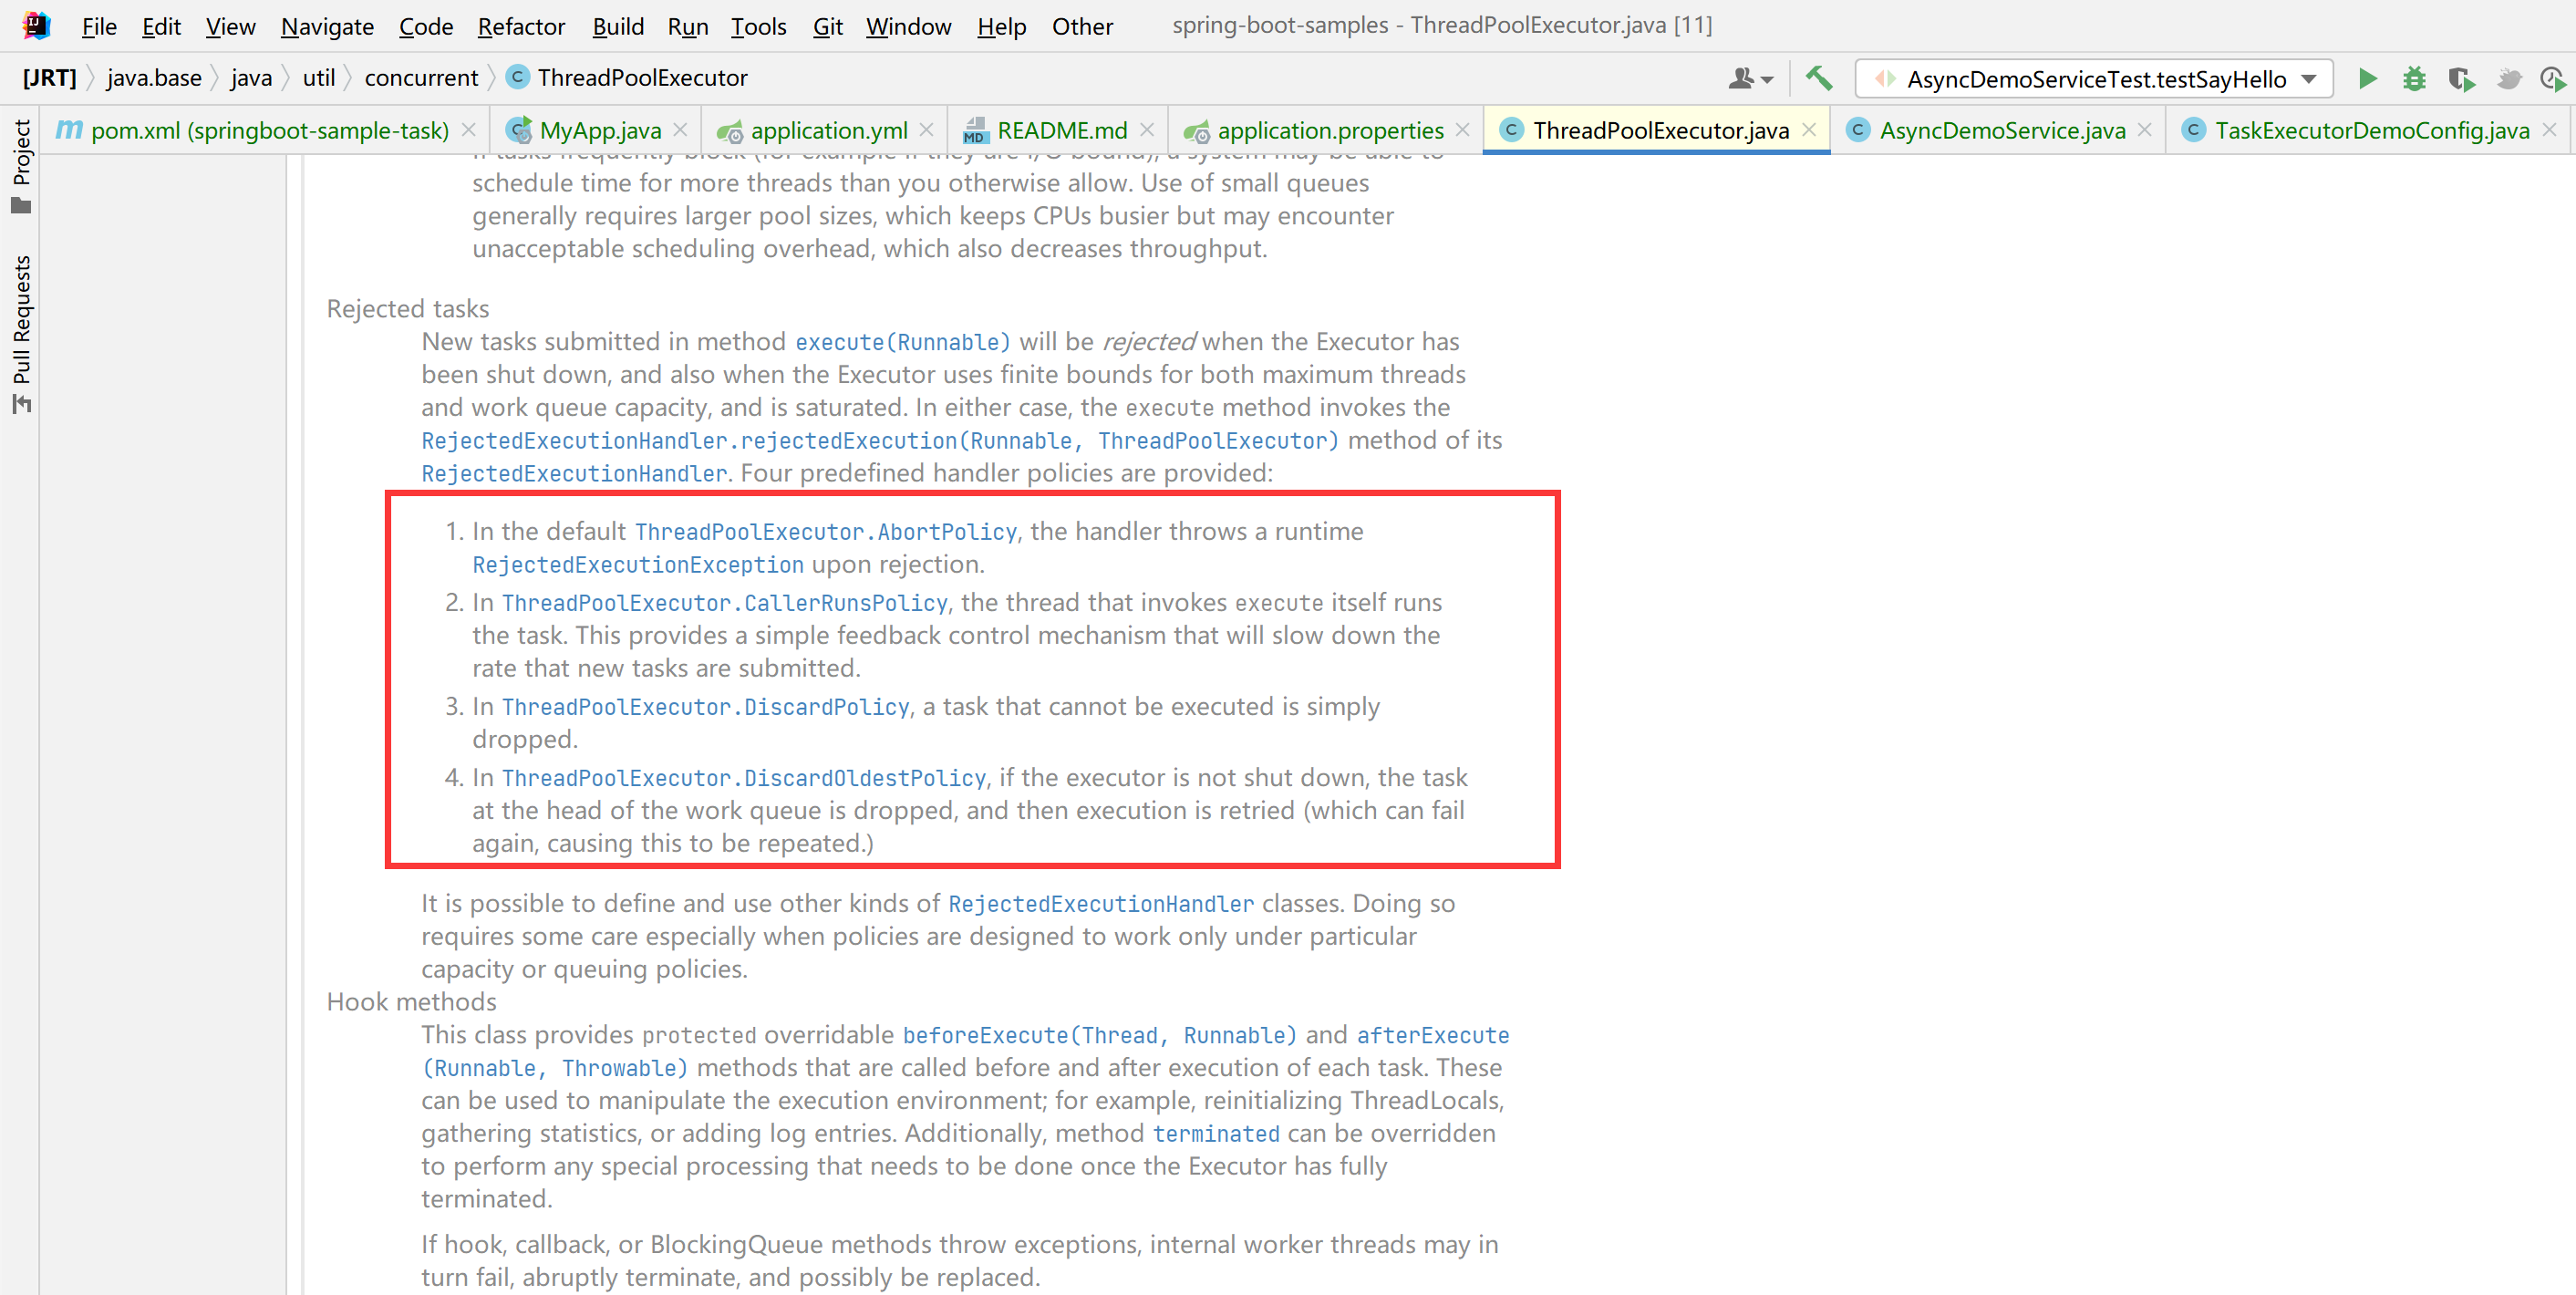 File Edit View Navigate Code Refactor Build Run Tools Git Window Help Other spring-boot-samples - ThreadPoolExecutor.java [11]
[JRT] java.base java util concurrent C ThreadPoolExecutor AsyncDemoServiceTest.testSayHello
m pom.xml (springboot-sample-task) C MyApp.java application.yml MD README.md application.properties C ThreadPoolExecutor.java C AsyncDemoService.java C TaskExecutorDemoConfig.java
Project
Pull Requests
If tasks frequently block (for example if they are I/O bound), a system may be able to
schedule time for more threads than you otherwise allow. Use of small queues
generally requires larger pool sizes, which keeps CPUs busier but may encounter
unacceptable scheduling overhead, which also decreases throughput.
Rejected tasks
New tasks submitted in method execute(Runnable) will be rejected when the Executor has
been shut down, and also when the Executor uses finite bounds for both maximum threads
and work queue capacity, and is saturated. In either case, the execute method invokes the
RejectedExecutionHandler.rejectedExecution(Runnable, ThreadPoolExecutor) method of its
RejectedExecutionHandler. Four predefined handler policies are provided:
1. In the default ThreadPoolExecutor.AbortPolicy, the handler throws a runtime
RejectedExecutionException upon rejection.
2. In ThreadPoolExecutor.CallerRunsPolicy, the thread that invokes execute itself runs
the task. This provides a simple feedback control mechanism that will slow down the
rate that new tasks are submitted.
3. In ThreadPoolExecutor.DiscardPolicy, a task that cannot be executed is simply
dropped.
4. In ThreadPoolExecutor.DiscardOldestPolicy, if the executor is not shut down, the task
at the head of the work queue is dropped, and then execution is retried (which can fail
again, causing this to be repeated.)
It is possible to define and use other kinds of RejectedExecutionHandler classes. Doing so
requires some care especially when policies are designed to work only under particular
capacity or queuing policies.
Hook methods
This class provides protected overridable beforeExecute(Thread, Runnable) and afterExecute
(Runnable, Throwable) methods that are called before and after execution of each task. These
can be used to manipulate the execution environment; for example, reinitializing ThreadLocals,
gathering statistics, or adding log entries. Additionally, method terminated can be overridden
to perform any special processing that needs to be done once the Executor has fully
terminated.
If hook, callback, or BlockingQueue methods throw exceptions, internal worker threads may in
turn fail, abruptly terminate, and possibly be replaced.